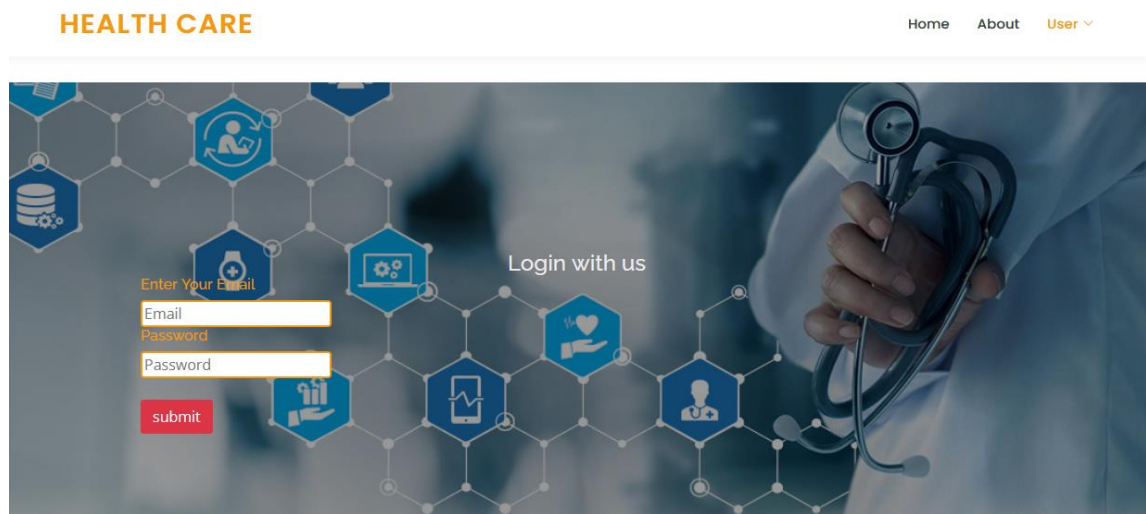 HEALTH CARE
Home About User
Login with us
Enter Your Email
Email
Password
Password
submit